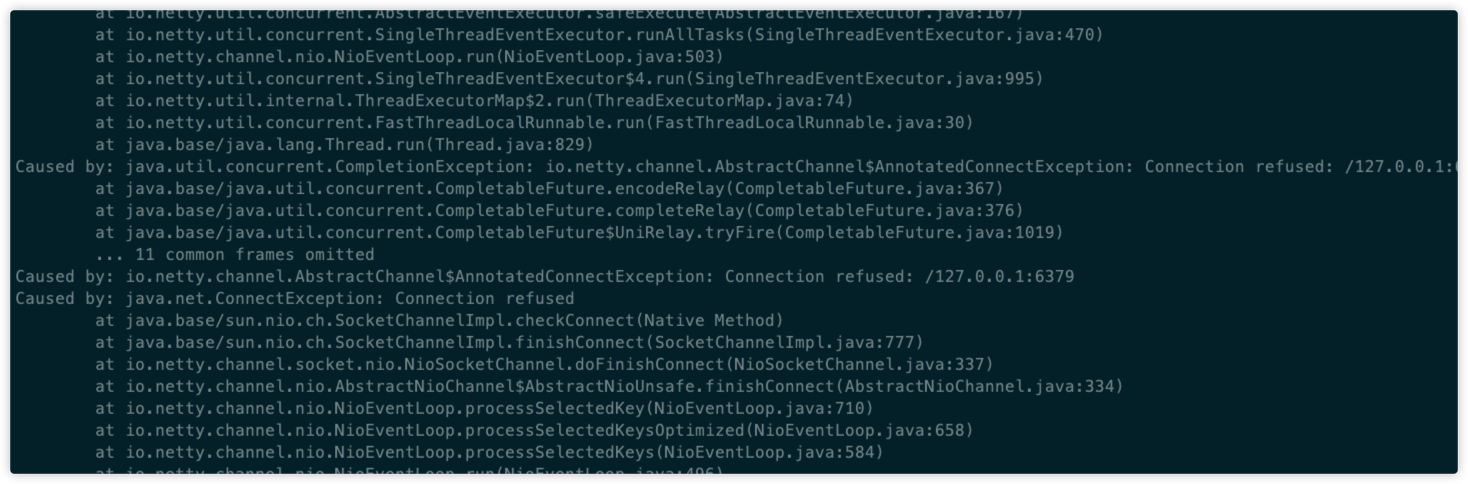 at io.netty.util.concurrent.AbstractEventExecutor.safeExecute(AbstractEventExecutor.java:167)
at io.netty.util.concurrent.SingleThreadEventExecutor.runAllTasks(SingleThreadEventExecutor.java:470)
at io.netty.channel.nio.NioEventLoop.run(NioEventLoop.java:503)
at io.netty.util.concurrent.SingleThreadEventExecutor$4.run(SingleThreadEventExecutor.java:995)
at io.netty.util.internal.ThreadExecutorMap$2.run(ThreadExecutorMap.java:74)
at io.netty.util.concurrent.FastThreadLocalRunnable.run(FastThreadLocalRunnable.java:30)
at java.base/java.lang.Thread.run(Thread.java:829)
Caused by: java.util.concurrent.CompletionException: io.netty.channel.AbstractChannel$AnnotatedConnectException: Connection refused: /127.0.0.1:
at java.base/java.util.concurrent.CompletableFuture.encodeRelay(CompletableFuture.java:367)
at java.base/java.util.concurrent.CompletableFuture.completeRelay(CompletableFuture.java:376)
at java.base/java.util.concurrent.CompletableFuture$UniRelay.tryFire(CompletableFuture.java:1019)
... 11 common frames omitted
Caused by: io.netty.channel.AbstractChannel$AnnotatedConnectException: Connection refused: /127.0.0.1:6379
Caused by: java.net.ConnectException: Connection refused
at java.base/sun.nio.ch.SocketChannelImpl.checkConnect(Native Method)
at java.base/sun.nio.ch.SocketChannelImpl.finishConnect(SocketChannelImpl.java:777)
at io.netty.channel.socket.nio.NioSocketChannel.doFinishConnect(NioSocketChannel.java:337)
at io.netty.channel.nio.AbstractNioChannel$AbstractNioUnsafe.finishConnect(AbstractNioChannel.java:334)
at io.netty.channel.nio.NioEventLoop.processSelectedKey(NioEventLoop.java:710)
at io.netty.channel.nio.NioEventLoop.processSelectedKeysOptimized(NioEventLoop.java:658)
at io.netty.channel.nio.NioEventLoop.processSelectedKeys(NioEventLoop.java:584)
at io.netty.channel.nio.NioEventLoop.run(NioEventLoop.java:496)